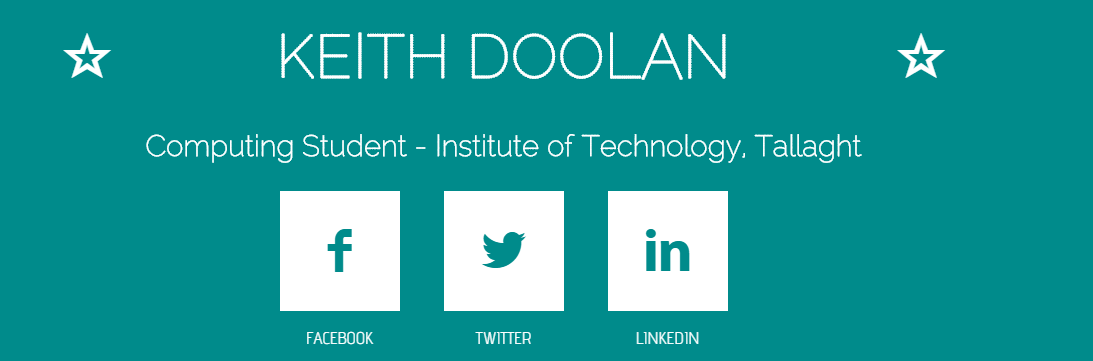 KEITH DOOLAN
Computing Student - Institute of Technology, Tallaght
f
in
FACEBOOK
TWITTER
LINKEDIN